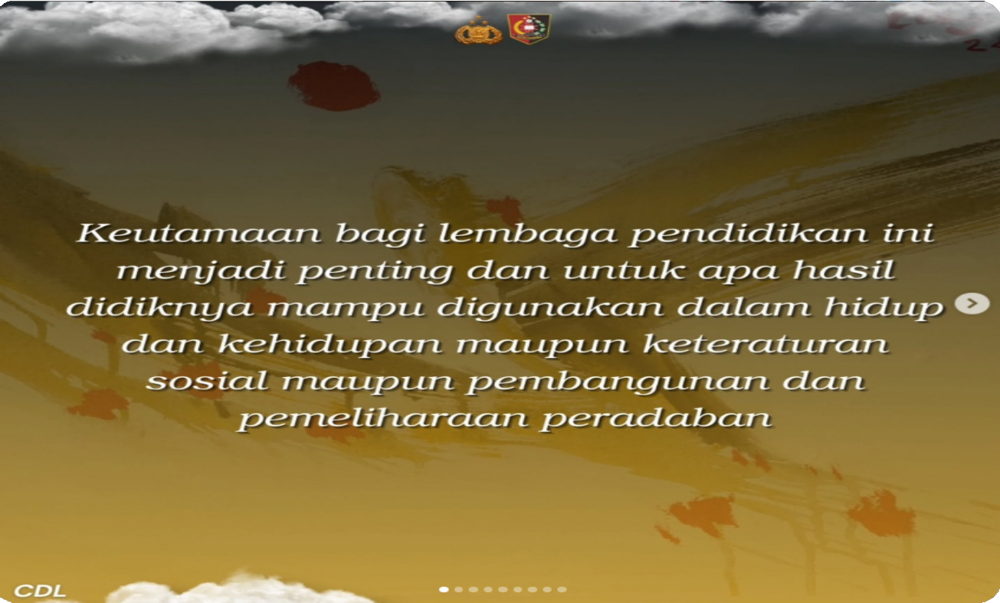 Keutamaan bagi lembaga pendidikan ini
menjadi penting dan untuk apa hasil
didiknya mampu digunakan dalam hidup
dan kehidupan maupun keteraturan
sosial maupun pembangunan dan
pemeliharaan peradaban
CDL